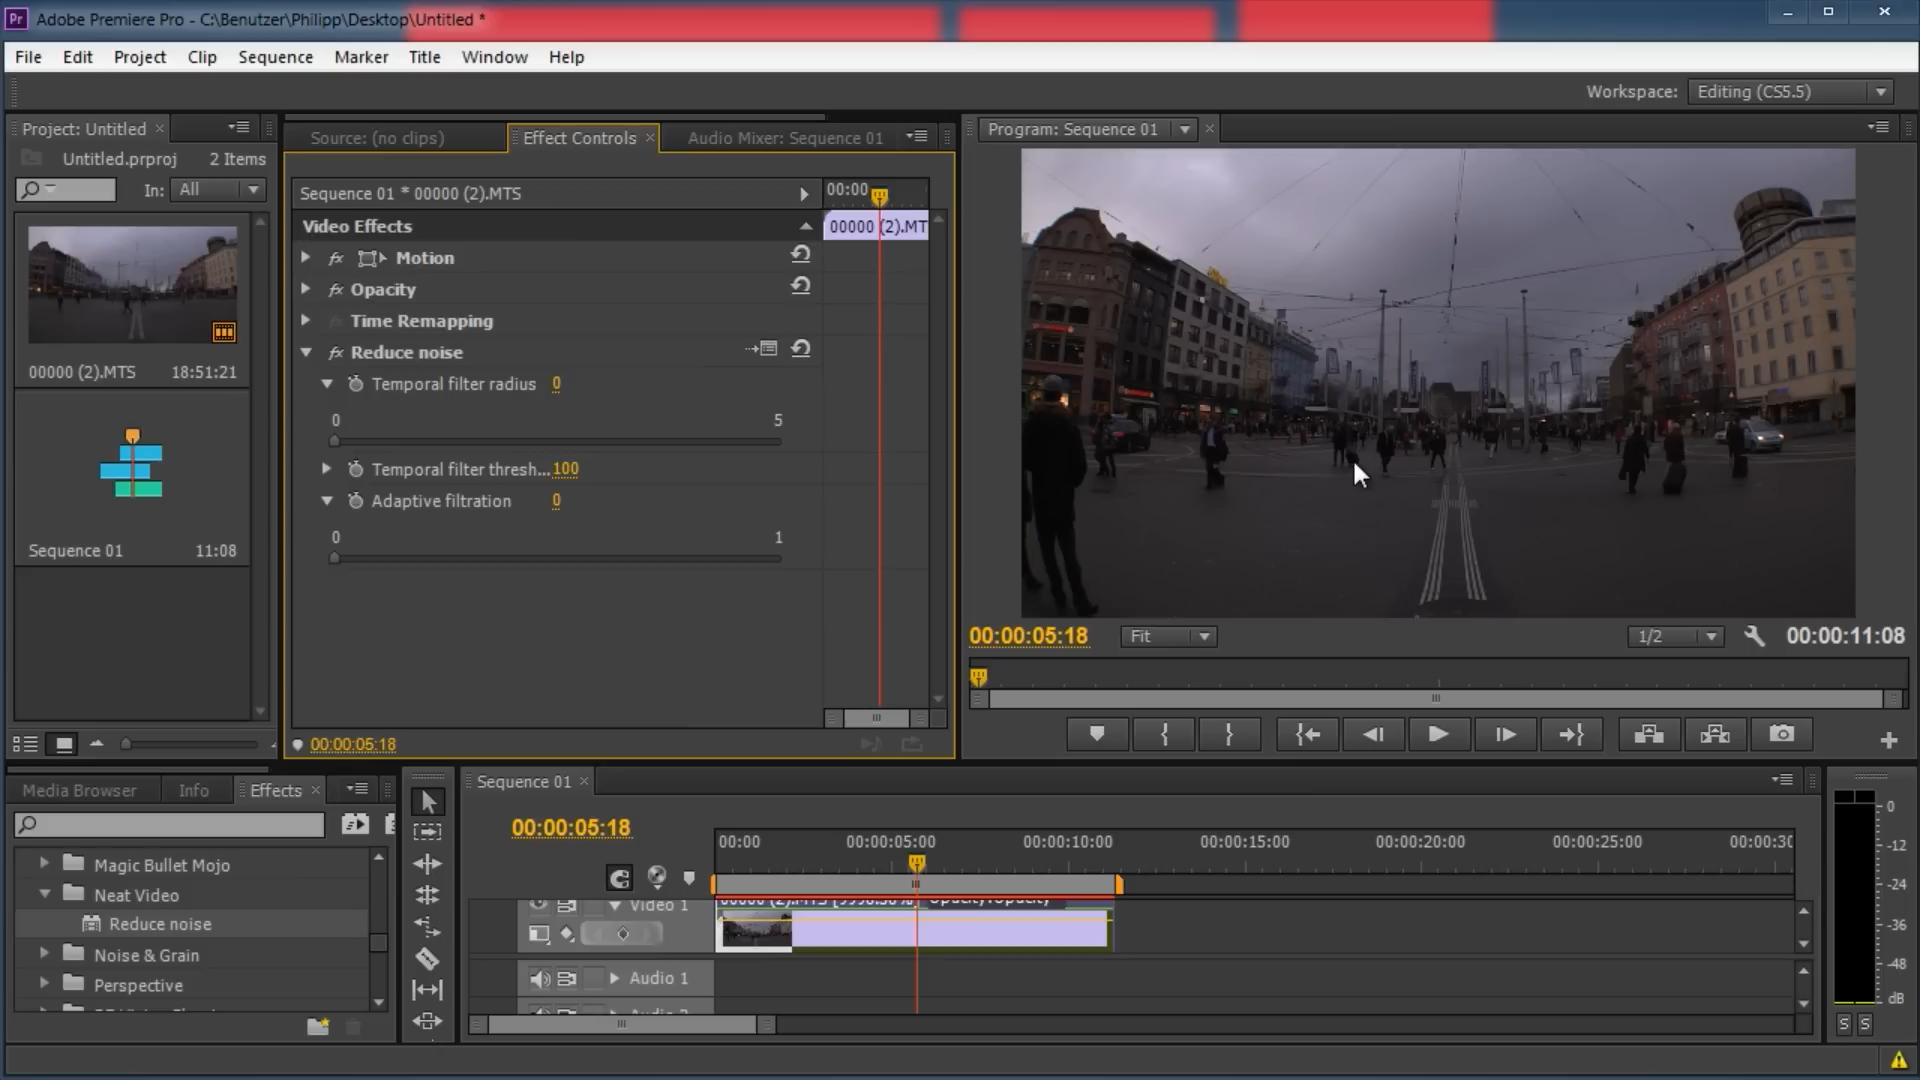 Adobe Premiere Pro - C:\Benutzer\Philipp\Desktop\Untitled *
File Edit Project Clip Sequence Marker Title Window Help
Workspace: Editing (CS5.5)
Project: Untitled
Untitled.prproj 2 Items
In: All
00000 (2).MTS 18:51:21
Sequence 01 11:08
Source: (no clips) Effect Controls Audio Mixer: Sequence 01
Sequence 01 * 00000 (2).MTS 00:00
Video Effects 00000 (2).MT
fx Motion
fx Opacity
Time Remapping
fx Reduce noise
Temporal filter radius 0
0 5
Temporal filter thresh... 100
Adaptive filtration 0
0 1
00:00:05:18
Program: Sequence 01
00:00:05:18 Fit 1/2 00:00:11:08
Media Browser Info Effects
Magic Bullet Mojo
Neat Video
Reduce noise
Noise & Grain
Perspective
Sequence 01
00:00:05:18
00:00 00:00:05:00 00:00:10:00 00:00:15:00 00:00:20:00 00:00:25:00 00:00:30
Video 1
00000 (2).MTS Opacity:Opacity
Audio 1
0
-12
-24
-36
-48
dB
S S